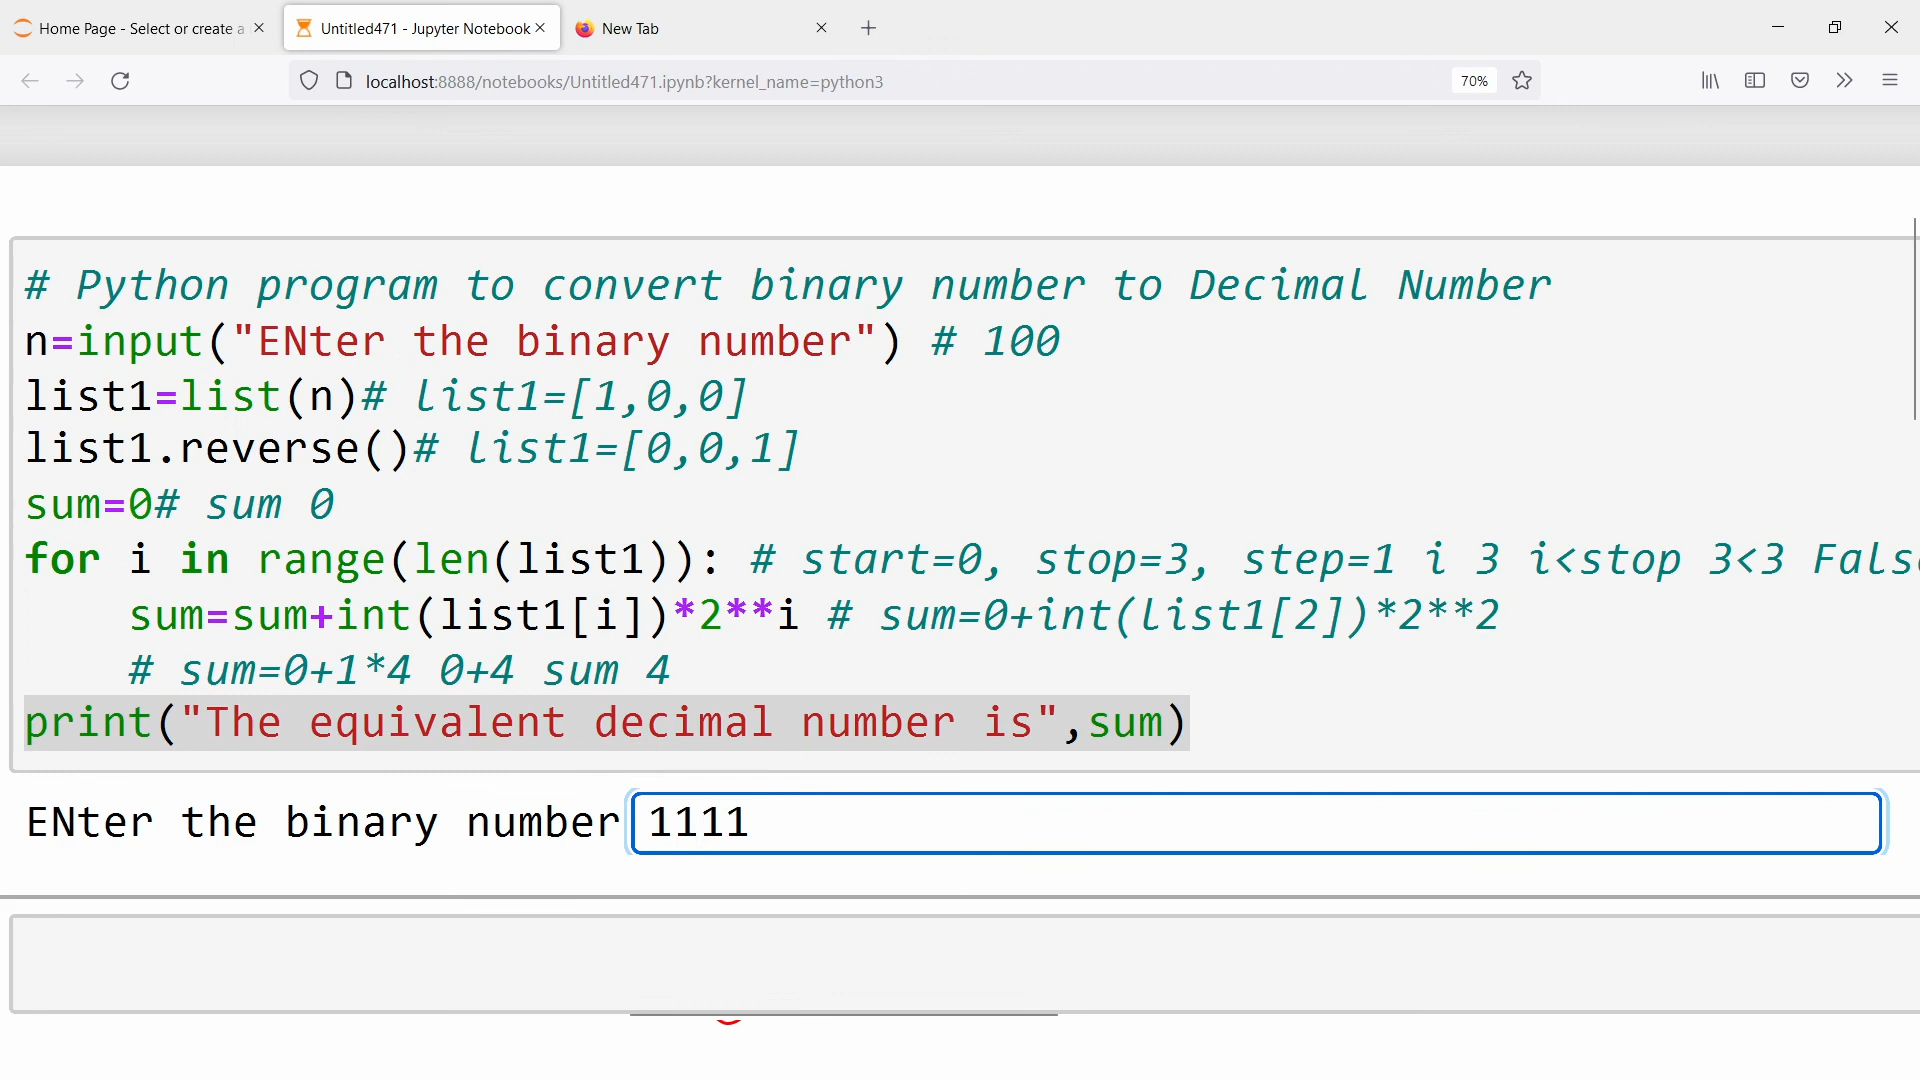 Home Page - Select or create a
Untitled471 - Jupyter Notebook
New Tab
localhost:8888/notebooks/Untitled471.ipynb?kernel_name=python3
70%
# Python program to convert binary number to Decimal Number
n=input("ENter the binary number") # 100
list1=list(n)# list1=[1,0,0]
list1.reverse()# list1=[0,0,1]
sum=0# sum 0
for i in range(len(list1)): # start=0, stop=3, step=1 i 3 i<stop 3<3 Fals
sum=sum+int(list1[i])*2**i # sum=0+int(list1[2])*2**2
# sum=0+1*4 0+4 sum 4
print("The equivalent decimal number is",sum)
ENter the binary number 1111